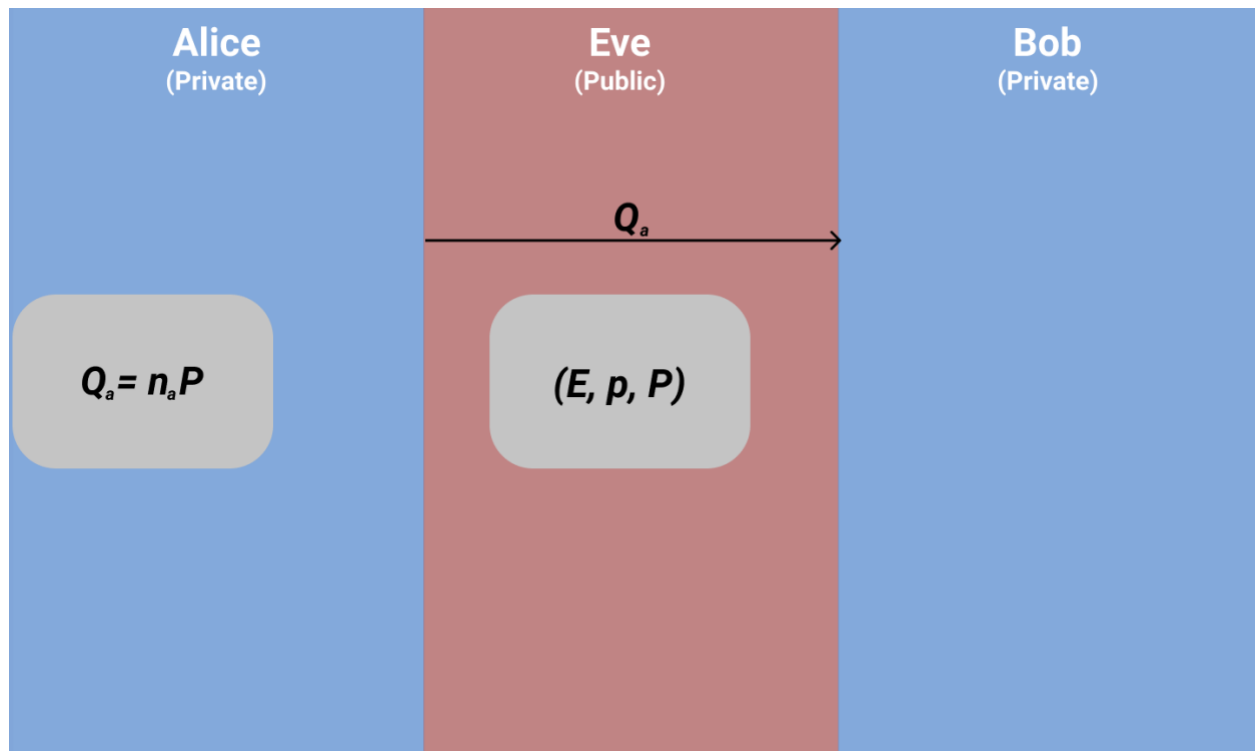 Alice
(Private)
Eve
(Public)
Bob
(Private)
Qₐ
Qₐ= nₐP
(E, p, P)